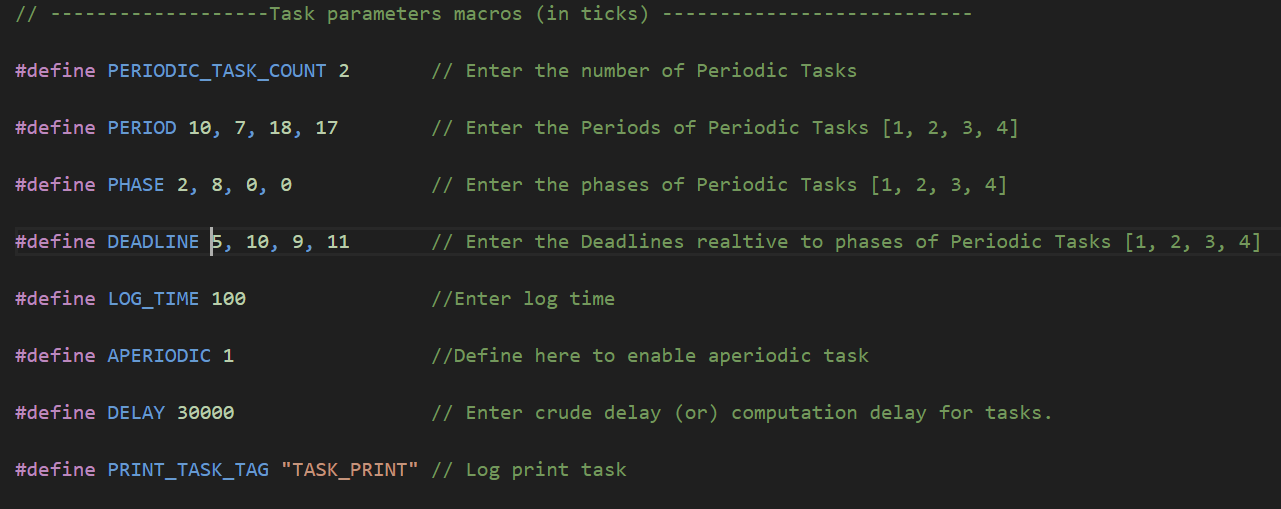 // -------------------Task parameters macros (in ticks) ---------------------------
#define PERIODIC_TASK_COUNT 2 // Enter the number of Periodic Tasks
#define PERIOD 10, 7, 18, 17 // Enter the Periods of Periodic Tasks [1, 2, 3, 4]
#define PHASE 2, 8, 0, 0 // Enter the phases of Periodic Tasks [1, 2, 3, 4]
#define DEADLINE 5, 10, 9, 11 // Enter the Deadlines realtive to phases of Periodic Tasks [1, 2, 3, 4]
#define LOG_TIME 100 //Enter log time
#define APERIODIC 1 //Define here to enable aperiodic task
#define DELAY 30000 // Enter crude delay (or) computation delay for tasks.
#define PRINT_TASK_TAG "TASK_PRINT" // Log print task